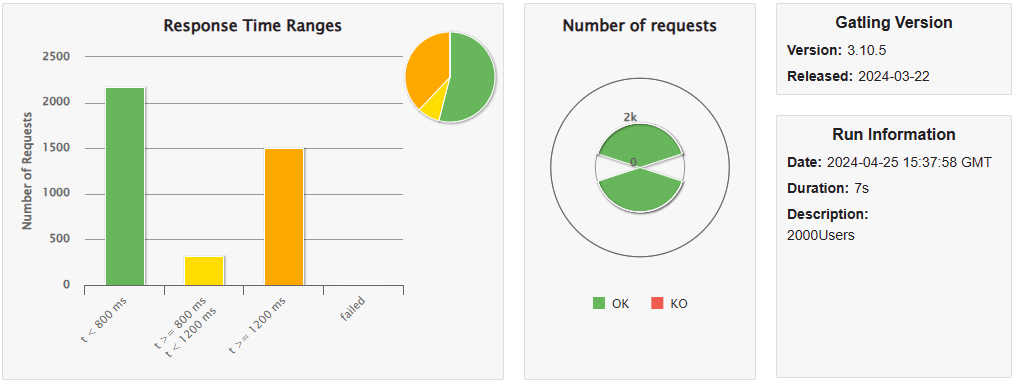 Response Time Ranges
Number of Requests
2500
2000
1500
1000
500
0
t < 800 ms
t >= 800 ms
t < 1200 ms
t >= 1200 ms
failed
Number of requests
2k
0
OK
KO
Gatling Version
Version: 3.10.5
Released: 2024-03-22
Run Information
Date: 2024-04-25 15:37:58 GMT
Duration: 7s
Description:
2000Users